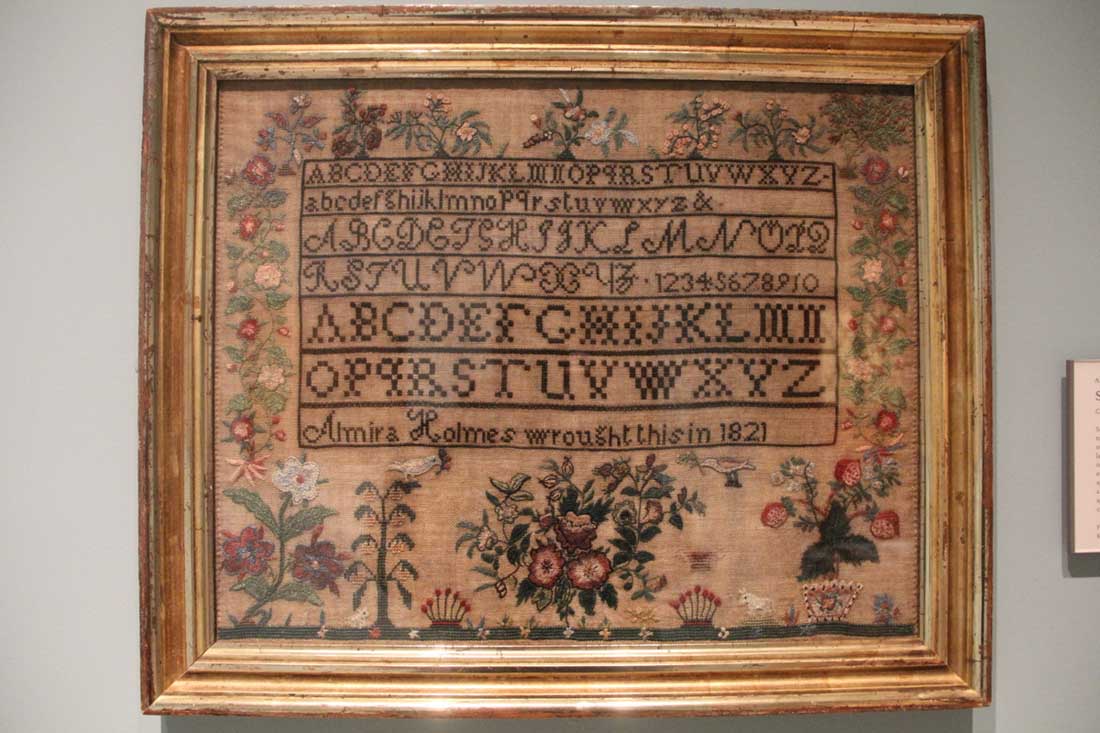 ABCDEFGHIJKLMNOPQRSTUVWXYZ
abcdefghijklmnopqrstuvwxyz &
ABCDEFGHIJKLMNOPQ
RSTUVWXYZ · 12345678910
ABCDEFGHIJKLMN
OPQRSTUVWXYZ
Almira Holmes wrought this in 1821